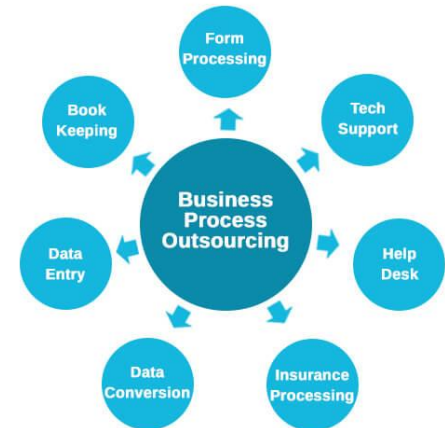 Form
Processing
Tech
Support
Help
Desk
Insurance
Processing
Data
Conversion
Data
Entry
Book
Keeping
Business
Process
Outsourcing